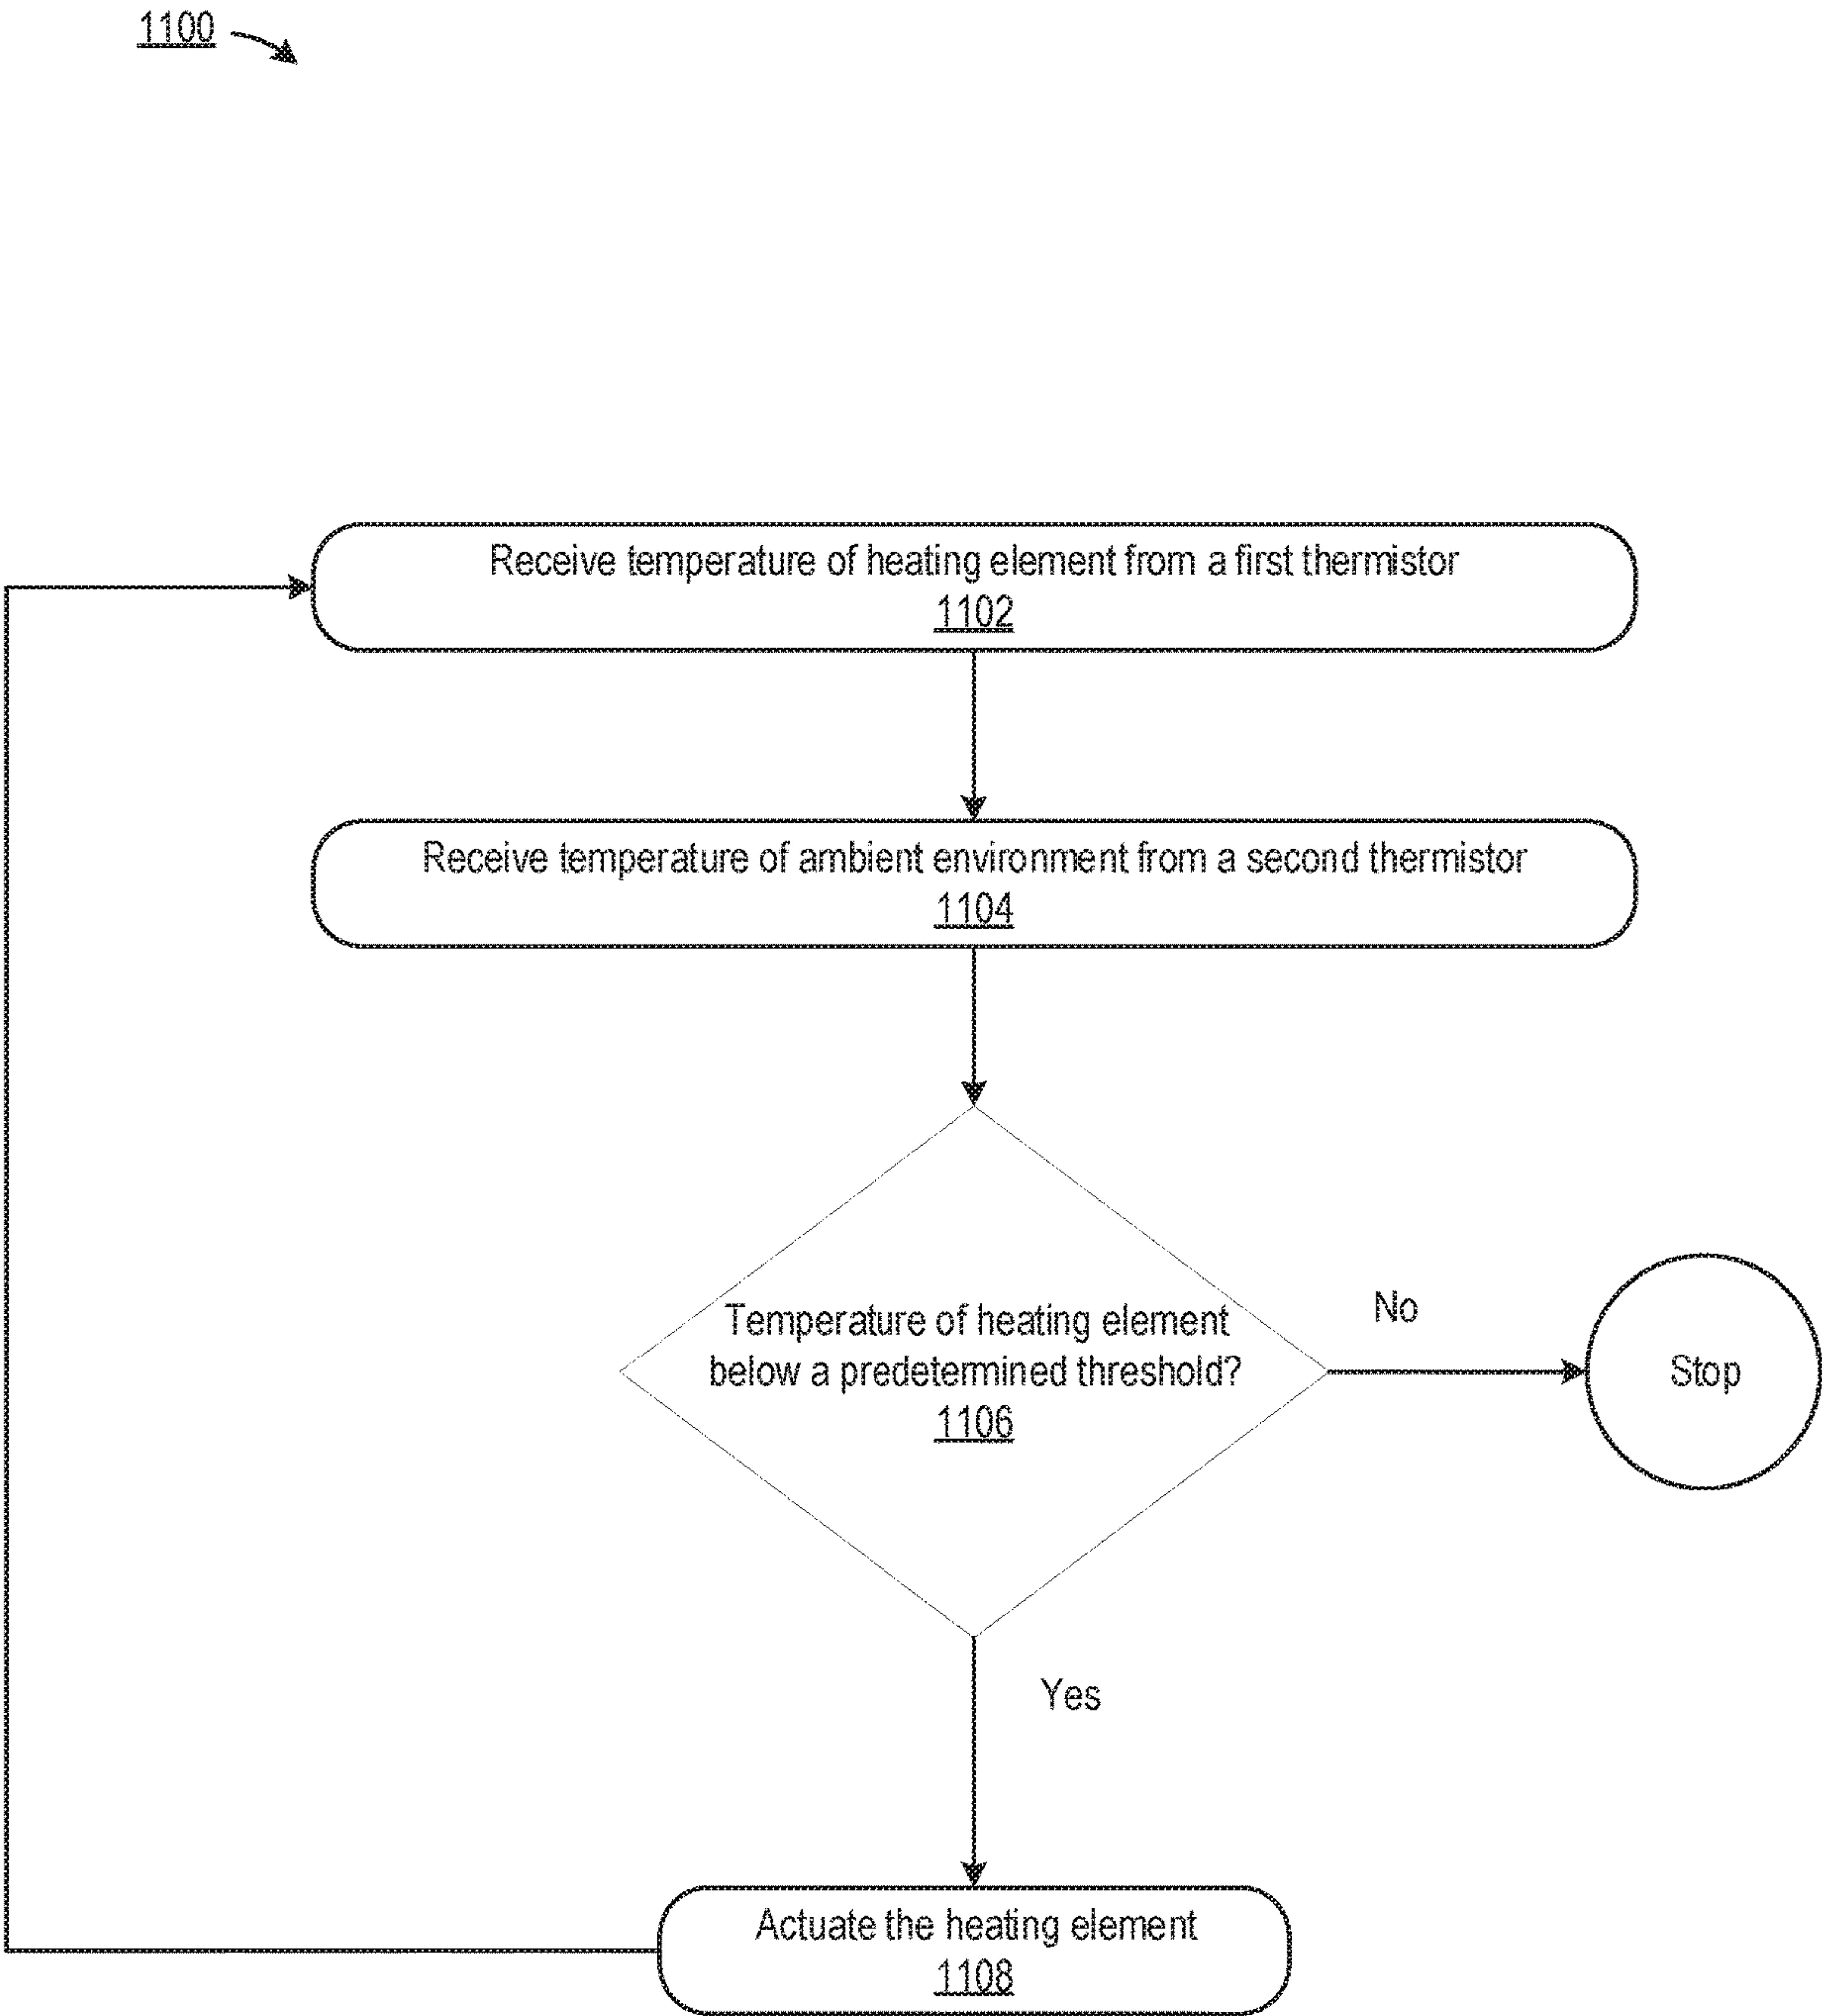 1100
Receive temperature of heating element from a first thermistor
1102
Receive temperature of ambient environment from a second thermistor
1104
Temperature of heating element
below a predetermined threshold?
1106
No
Stop
Yes
Actuate the heating element
1108